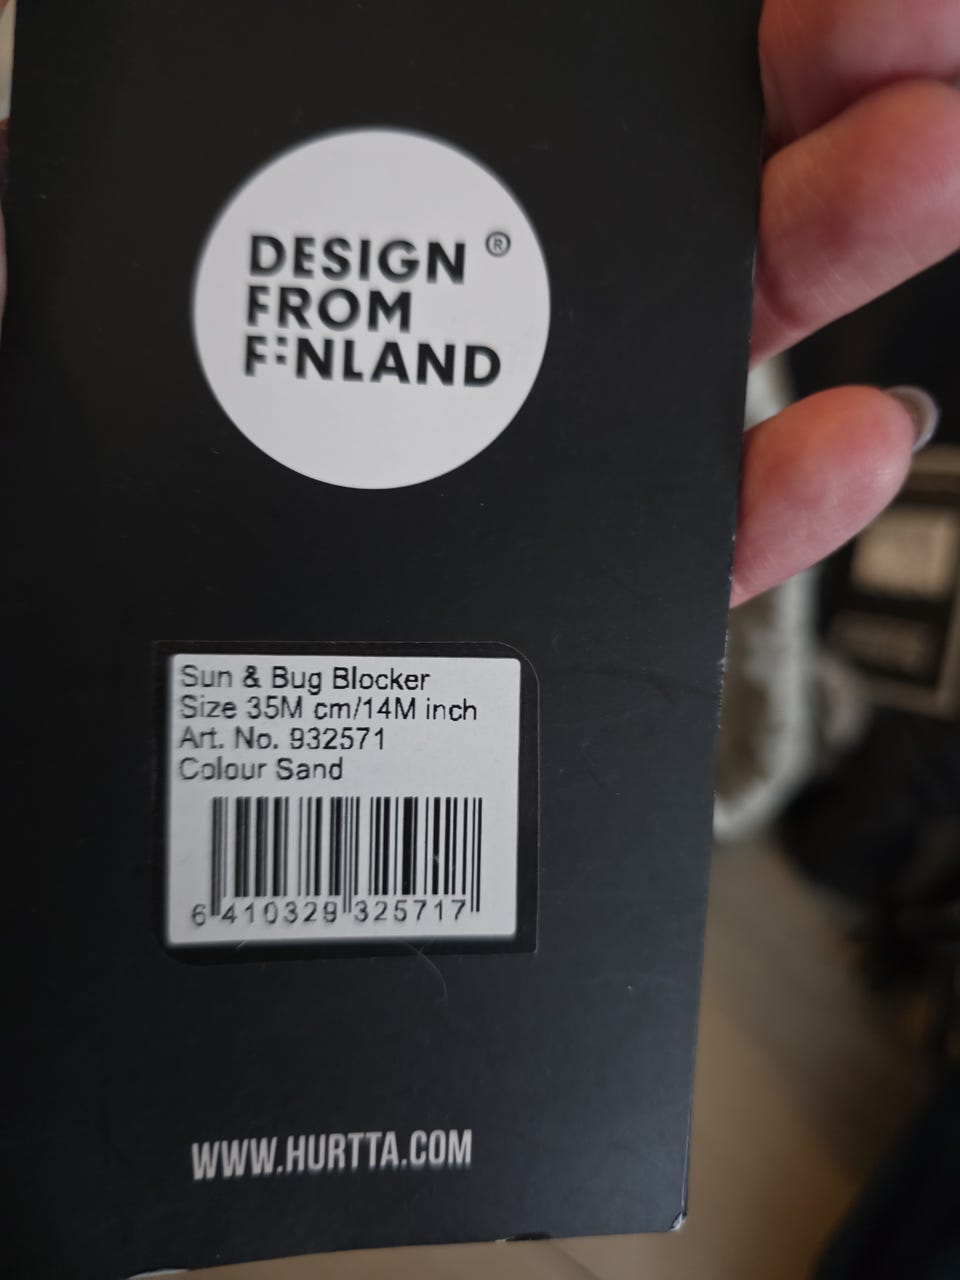 DESIGN ®
FROM
FINLAND
Sun & Bug Blocker
Size 35M cm/14M inch
Art. No. 932571
Colour Sand
6 410329 325717
WWW.HURTTA.COM